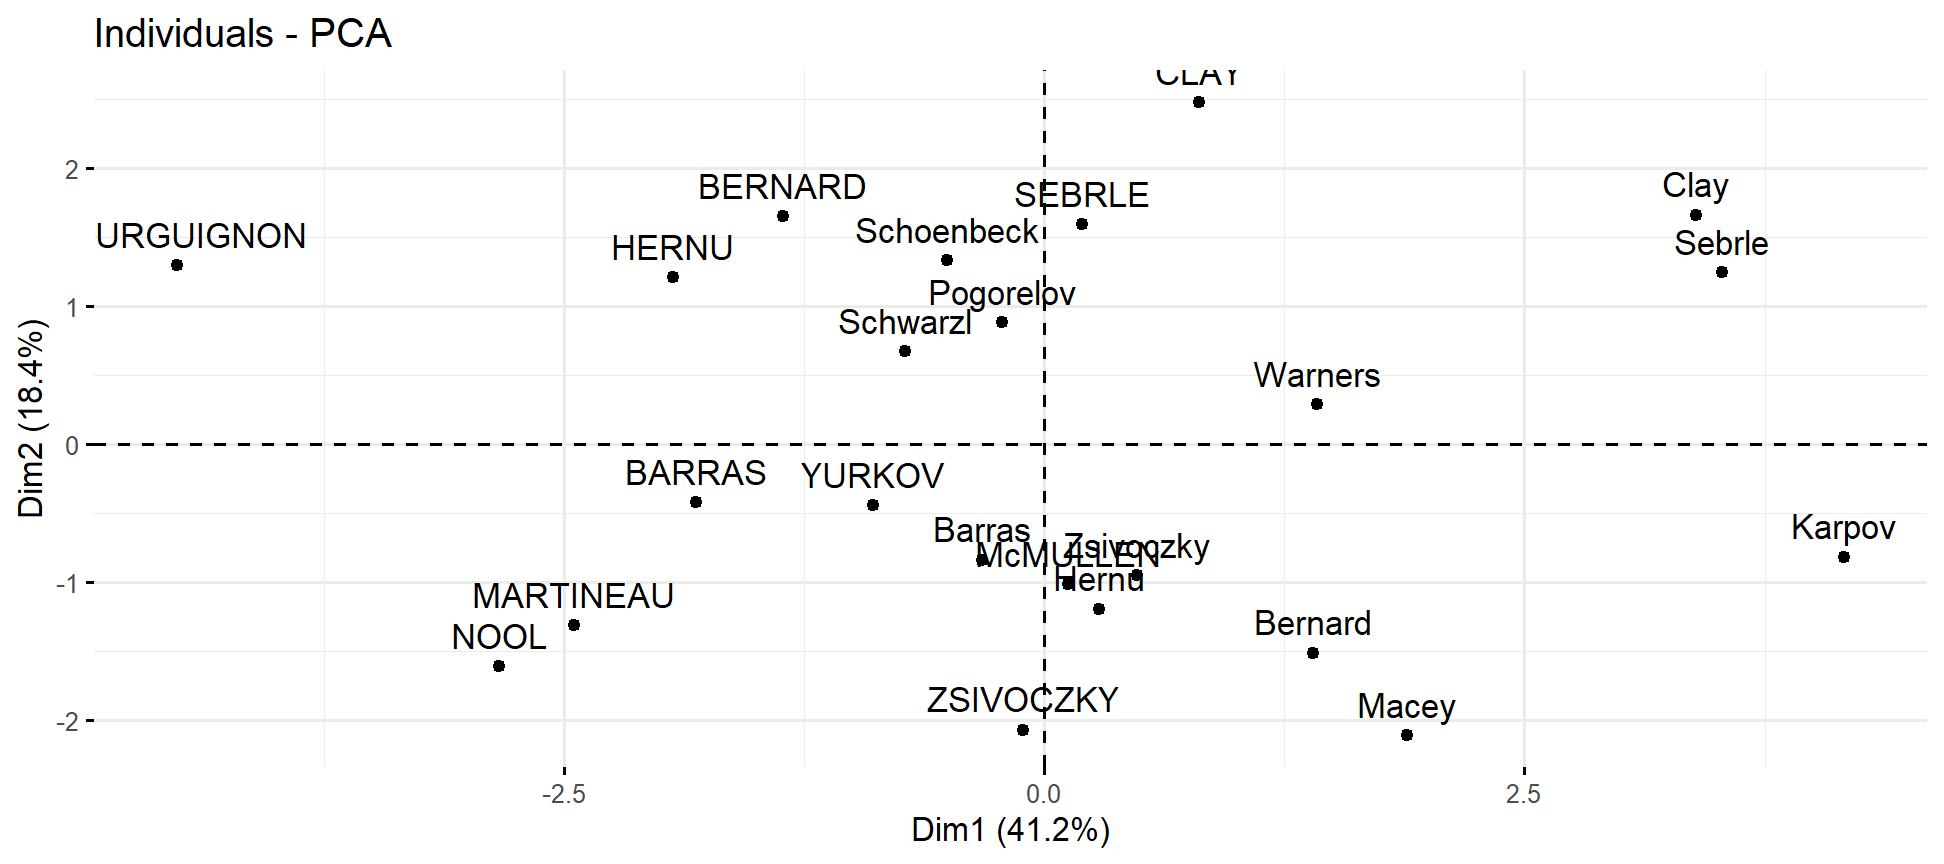 Individuals - PCA
CLAY
2
BERNARD
SEBRLE
Clay
URGUIGNON
HERNU
Schoenbeck
Sebrle
1
Pogorelov
Schwarzl
Warners
Dim2 (18.4%)
0
BARRAS
YURKOV
Barras
McMULLEN
Zsivoczky
Karpov
-1
Hernu
MARTINEAU
NOOL
Bernard
ZSIVOCZKY
Macey
-2
-2.5
0.0
2.5
Dim1 (41.2%)